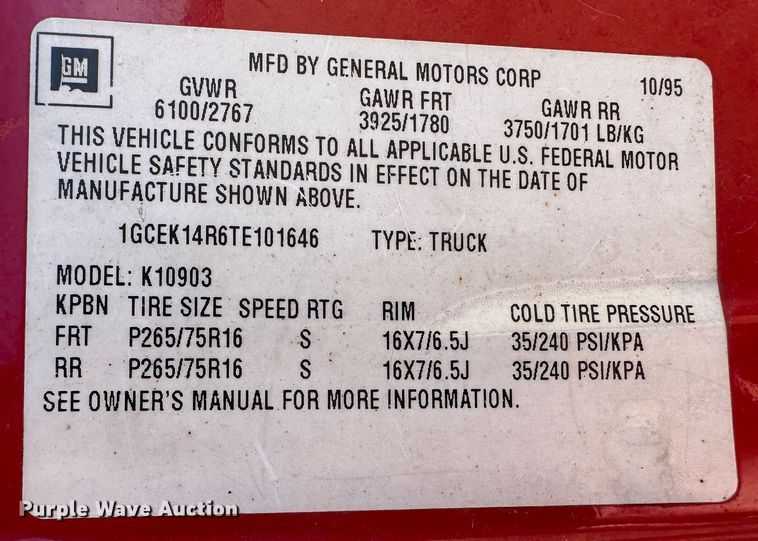 GM
MFD BY GENERAL MOTORS CORP 10/95
GVWR GAWR FRT GAWR RR
6100/2767 3925/1780 3750/1701 LB/KG
THIS VEHICLE CONFORMS TO ALL APPLICABLE U.S. FEDERAL MOTOR
VEHICLE SAFETY STANDARDS IN EFFECT ON THE DATE OF
MANUFACTURE SHOWN ABOVE.
1GCEK14R6TE101646 TYPE: TRUCK
MODEL: K10903
KPBN TIRE SIZE SPEED RTG RIM COLD TIRE PRESSURE
FRT P265/75R16 S 16X7/6.5J 35/240 PSI/KPA
RR P265/75R16 S 16X7/6.5J 35/240 PSI/KPA
SEE OWNER'S MANUAL FOR MORE INFORMATION.
Purple Wave Auction